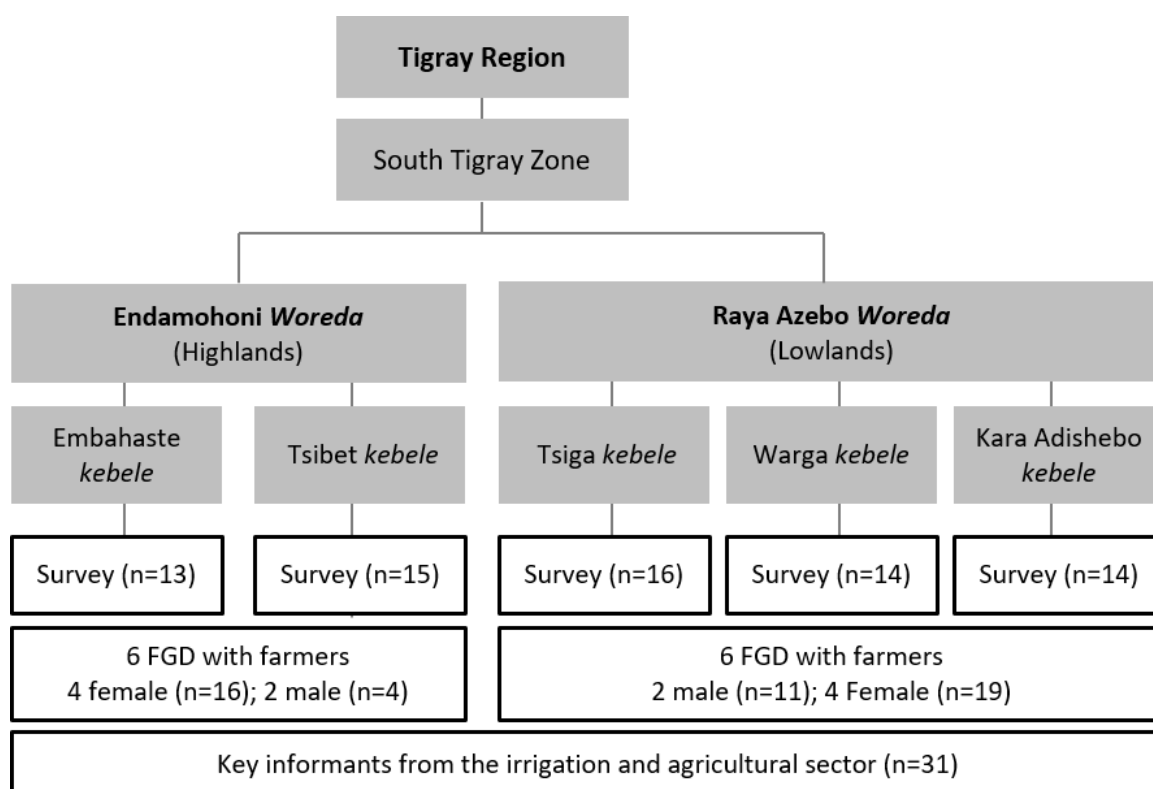 Tigray Region
South Tigray Zone
Endamohoni Woreda
(Highlands)
Raya Azebo Woreda
(Lowlands)
Embahaste
kebele
Tsibet kebele
Tsiga kebele
Warga kebele
Kara Adishebo
kebele
Survey (n=13)
Survey (n=15)
Survey (n=16)
Survey (n=14)
Survey (n=14)
6 FGD with farmers
4 female (n=16); 2 male (n=4)
6 FGD with farmers
2 male (n=11); 4 Female (n=19)
Key informants from the irrigation and agricultural sector (n=31)